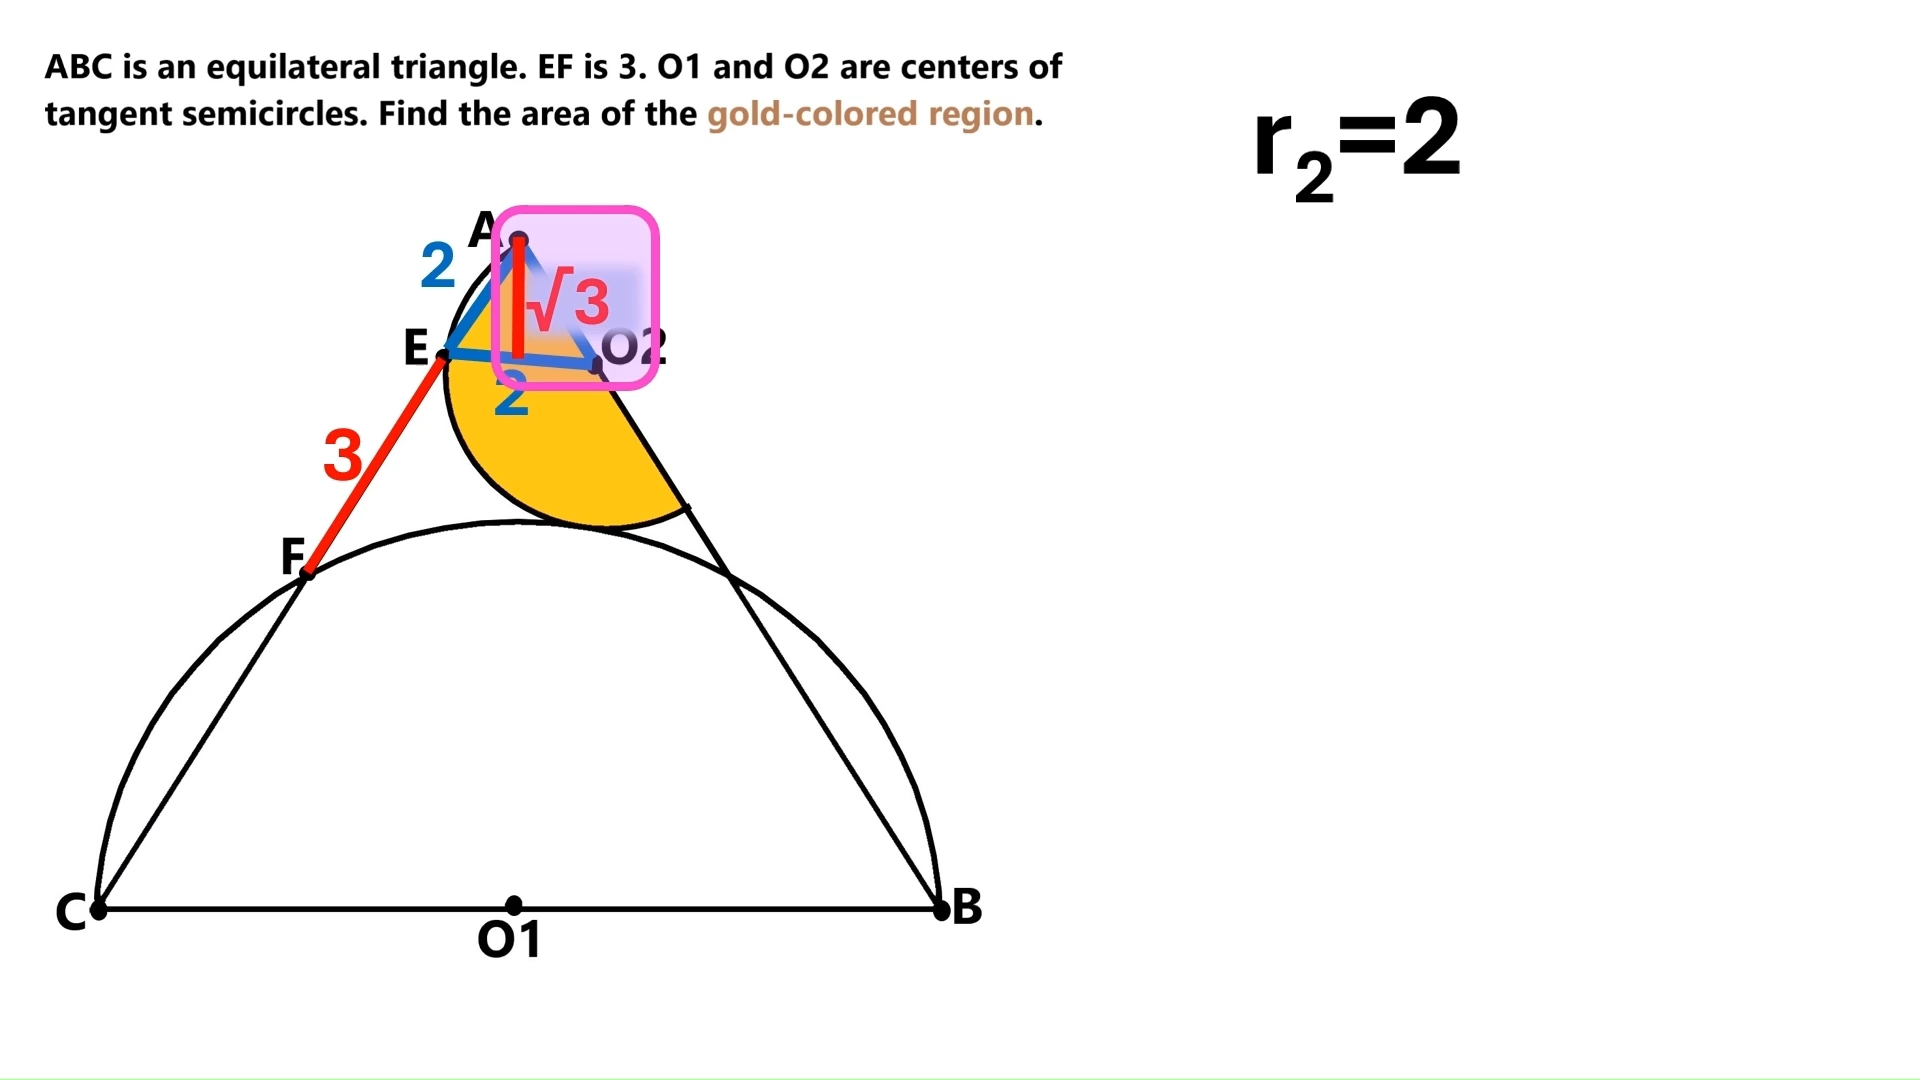 ABC is an equilateral triangle. EF is 3. O1 and O2 are centers of
tangent semicircles. Find the area of the gold-colored region.
r₂=2
A
2
√3
E
O2
2
3
F
C
B
O1